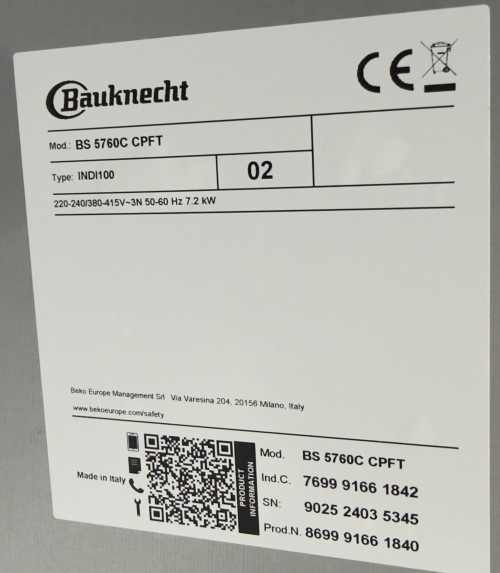 Bauknecht
CE
Mod.: BS 5760C CPFT
Type: INDI100
02
220-240/380-415V~3N 50-60 Hz 7.2 kW
Beko Europe Management Srl Via Varesina 204, 20156 Milano, Italy
www.bekoeurope.com/safety
Made in Italy
PRODUCT
INFORMATION
Mod. BS 5760C CPFT
Ind.C. 7699 9166 1842
SN: 9025 2403 5345
Prod.N. 8699 9166 1840